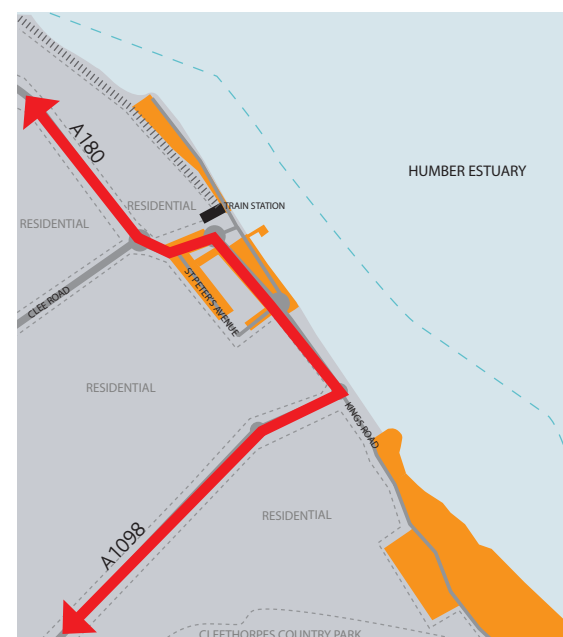 A180
HUMBER ESTUARY
RESIDENTIAL
TRAIN STATION
RESIDENTIAL
ST PETER'S AVENUE
CLEE ROAD
RESIDENTIAL
KINGS ROAD
RESIDENTIAL
A1098
CLEETHORPES COUNTRY PARK